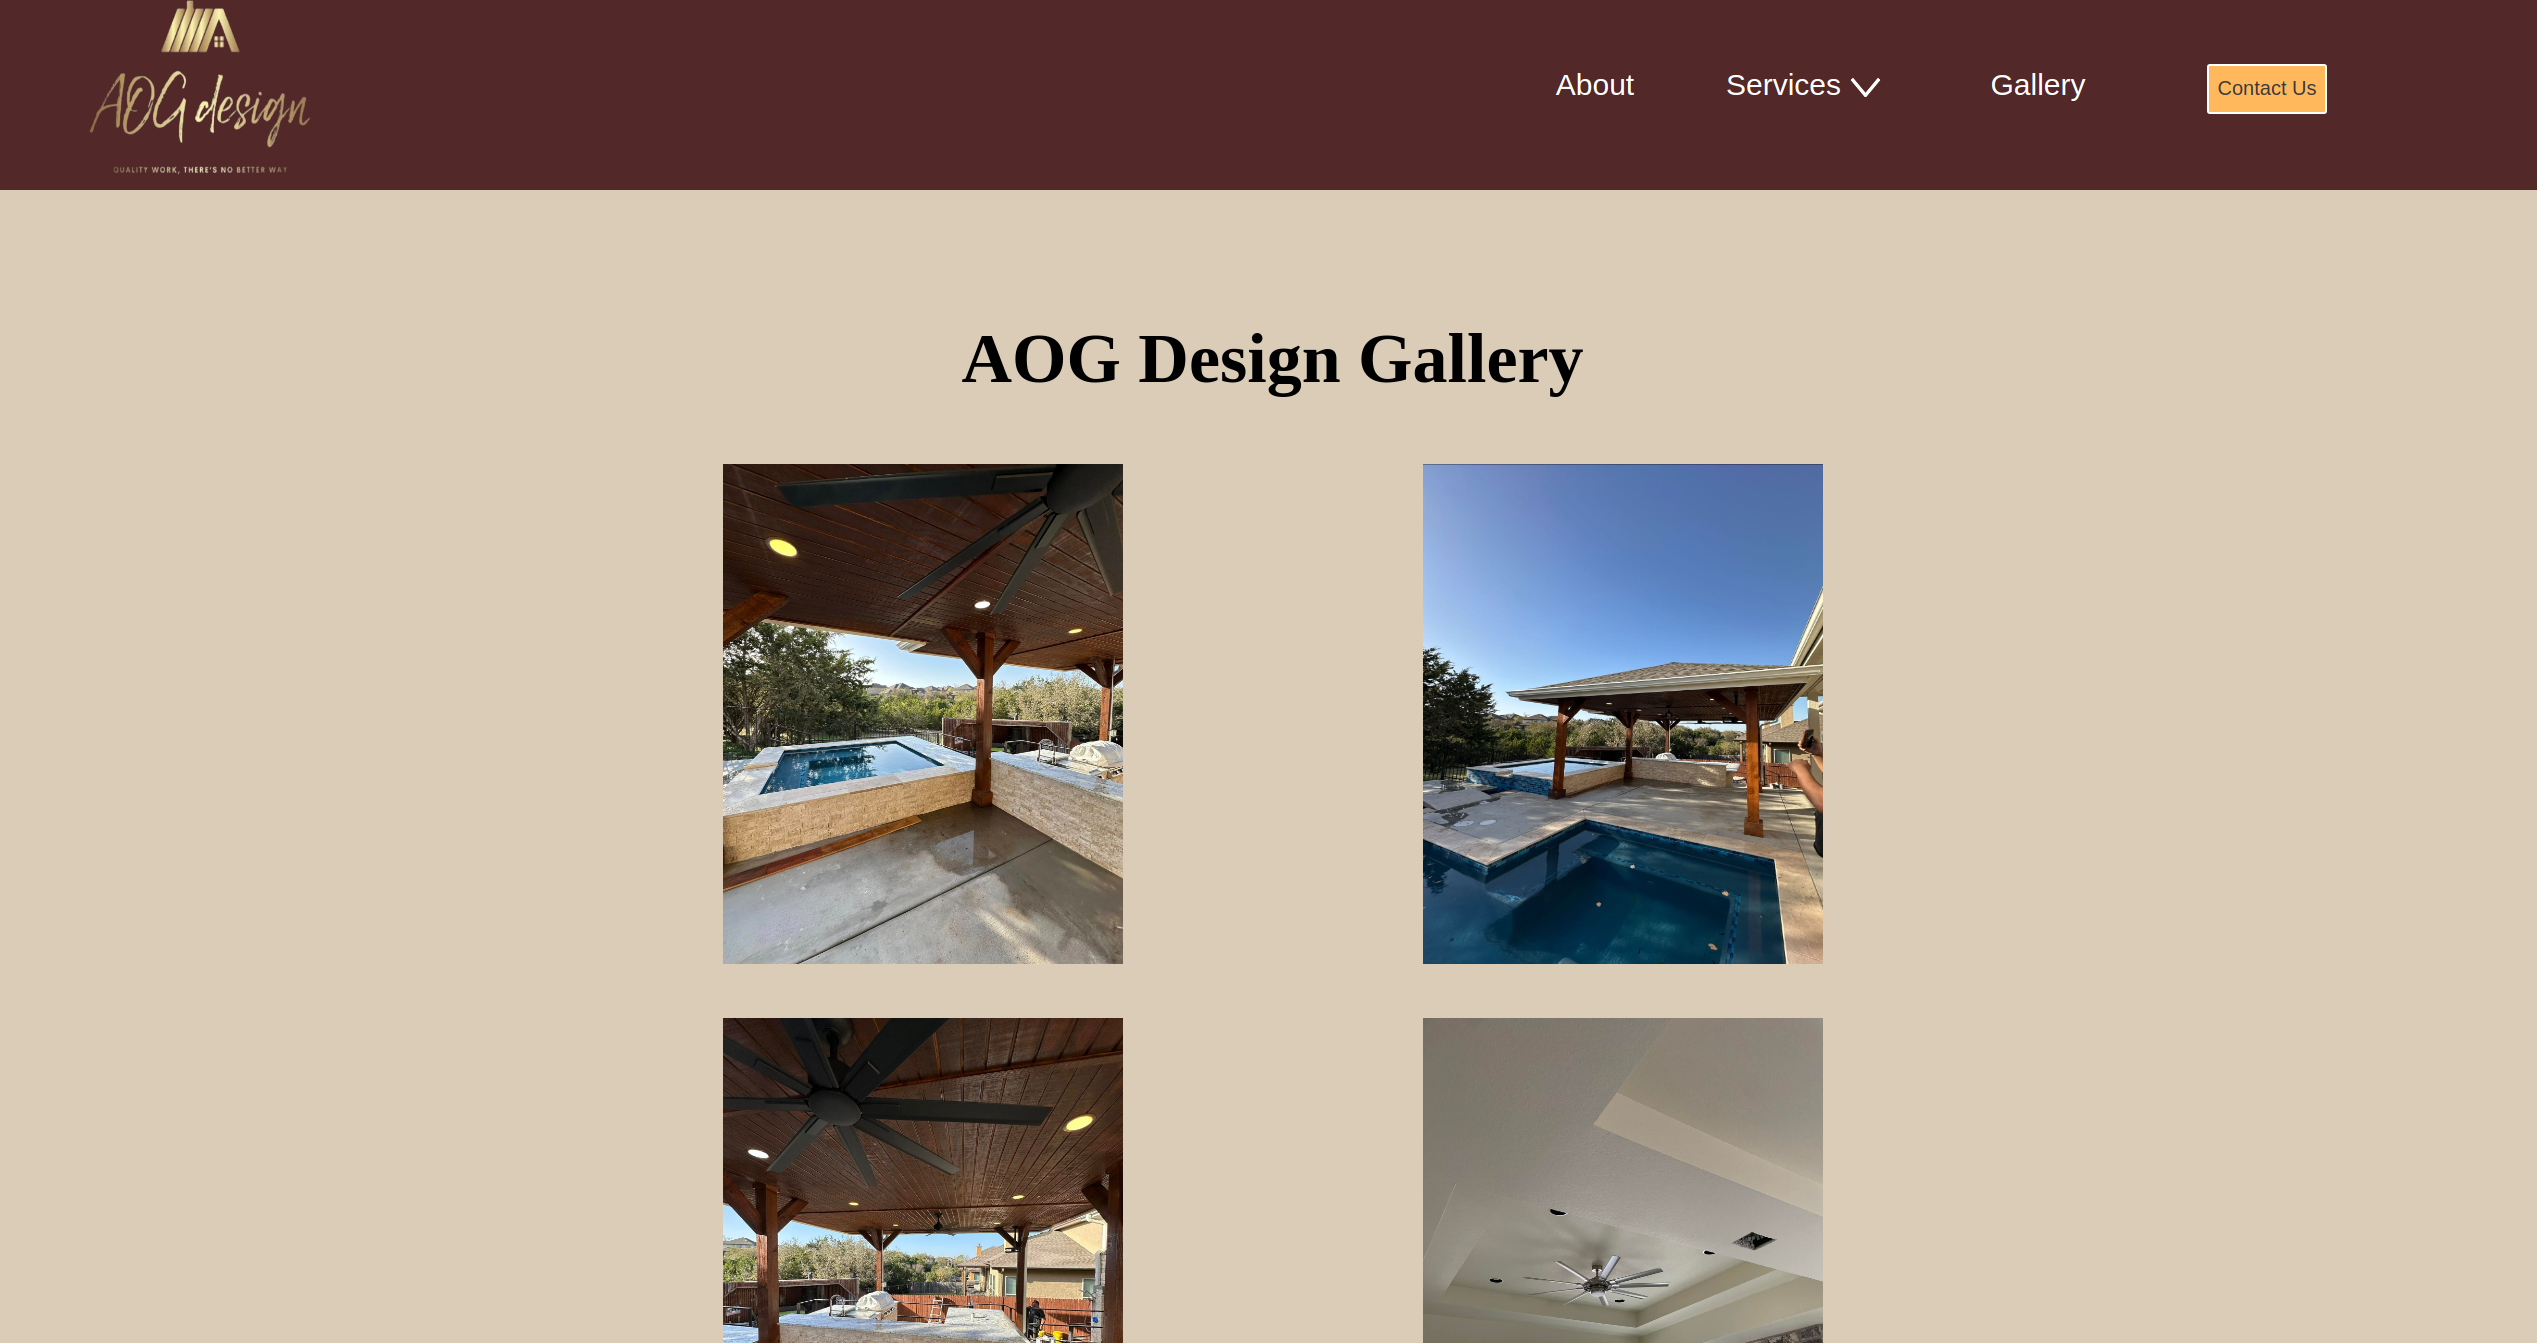 AOG design
QUALITY WORK, THERE'S NO BETTER WAY
About
Services
Gallery
Contact Us
AOG Design Gallery